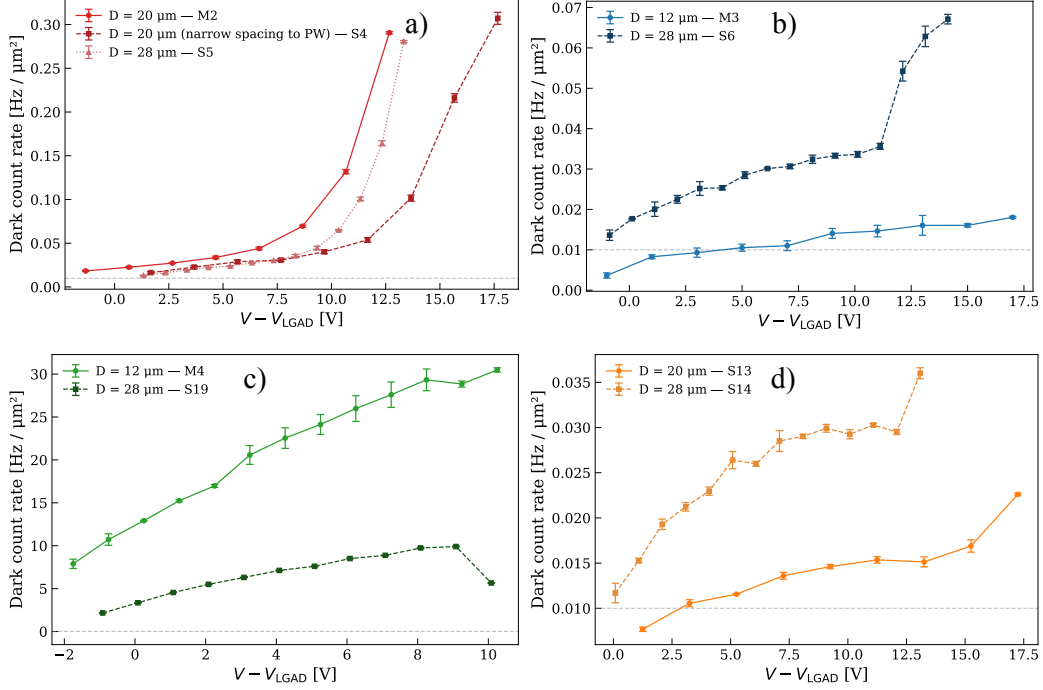 D = 20 μm — M2
D = 20 μm (narrow spacing to PW) — S4
D = 28 μm — S5
a)
Dark count rate [Hz / μm²]
0.30
0.25
0.20
0.15
0.10
0.05
0.00
0.0 2.5 5.0 7.5 10.0 12.5 15.0 17.5
V − V_LGAD [V]
D = 12 μm — M3
D = 28 μm — S6
b)
Dark count rate [Hz / μm²]
0.07
0.06
0.05
0.04
0.03
0.02
0.01
0.00
0.0 2.5 5.0 7.5 10.0 12.5 15.0 17.5
V − V_LGAD [V]
D = 12 μm — M4
D = 28 μm — S19
c)
Dark count rate [Hz / μm²]
30
25
20
15
10
5
0
−2 0 2 4 6 8 10
V − V_LGAD [V]
D = 20 μm — S13
D = 28 μm — S14
d)
Dark count rate [Hz / μm²]
0.035
0.030
0.025
0.020
0.015
0.010
0.0 2.5 5.0 7.5 10.0 12.5 15.0 17.5
V − V_LGAD [V]